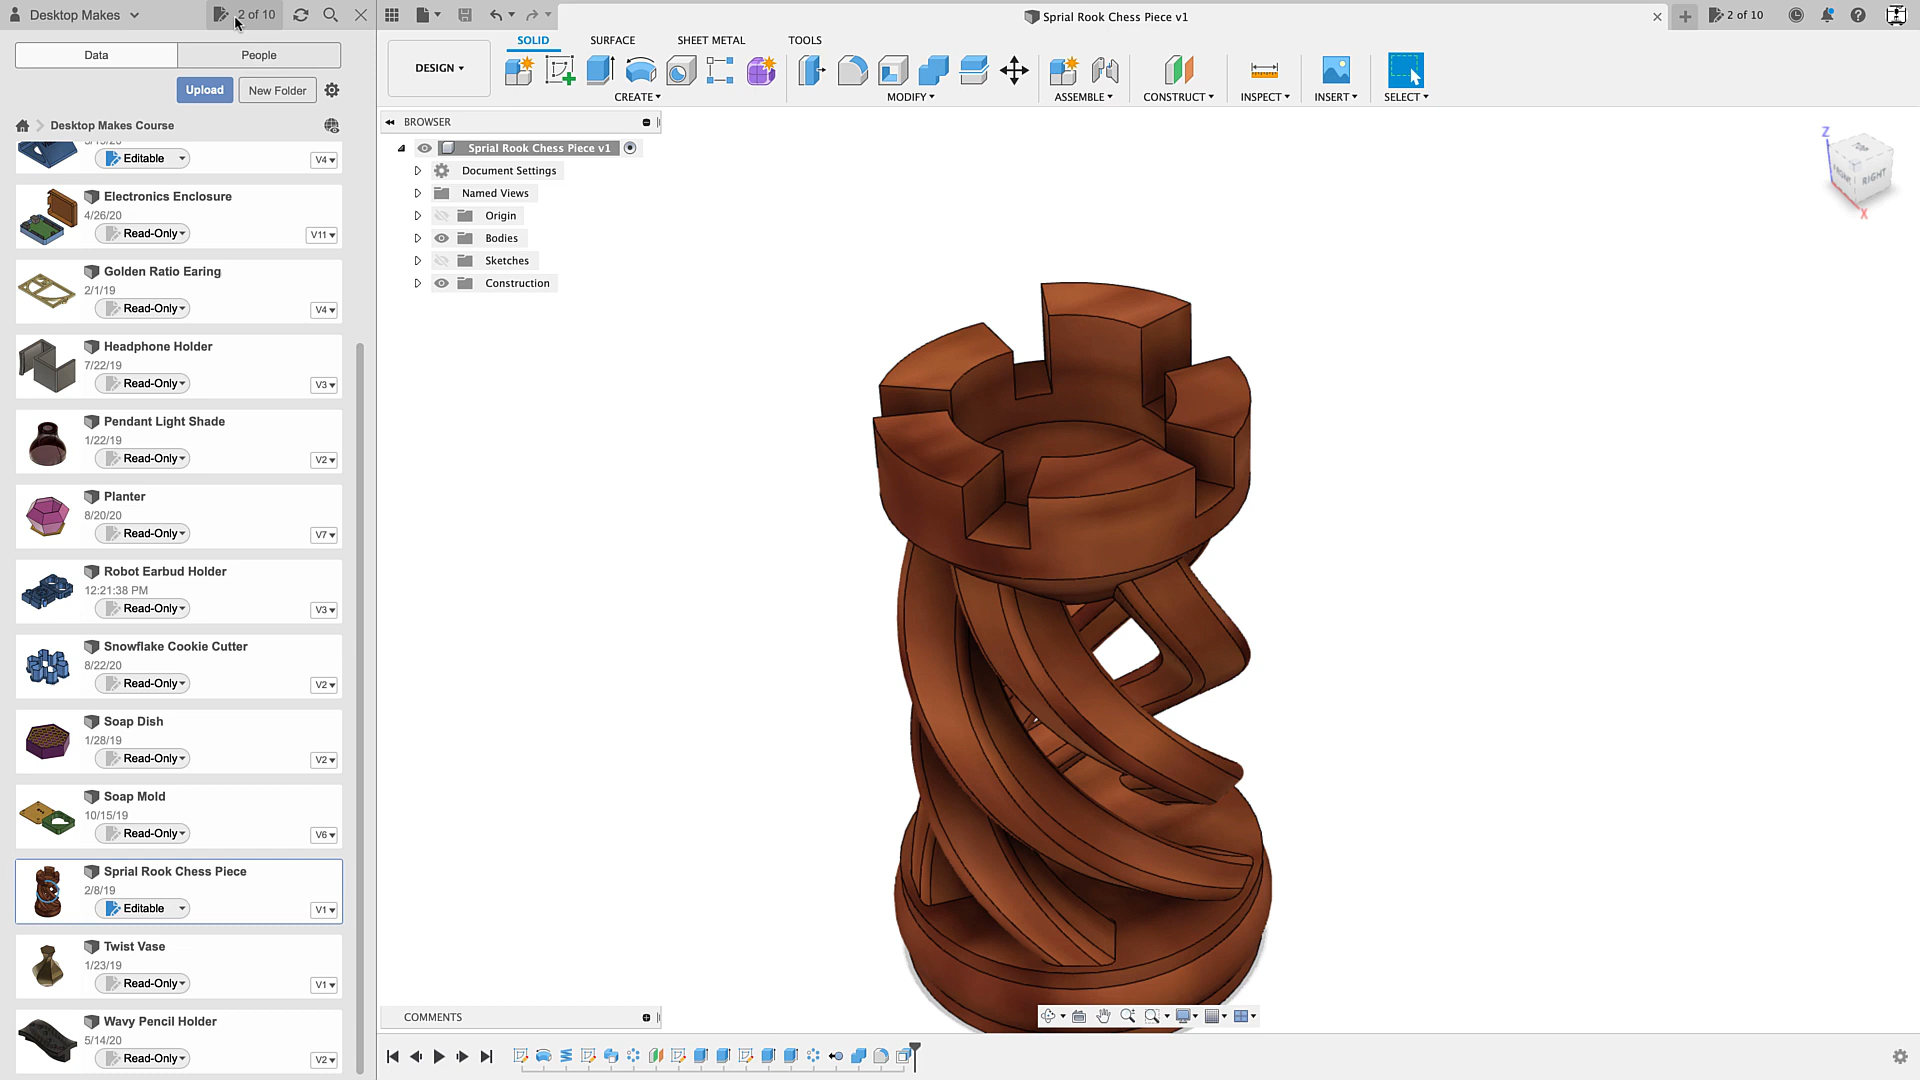 Desktop Makes
2 of 10
Sprial Rook Chess Piece v1
2 of 10
Data
People
Upload
New Folder
Desktop Makes Course
Editable
V4
Electronics Enclosure
4/26/20
Read-Only
V11
Golden Ratio Earing
2/1/19
Read-Only
V4
Headphone Holder
7/22/19
Read-Only
V3
Pendant Light Shade
1/22/19
Read-Only
V2
Planter
8/20/20
Read-Only
V7
Robot Earbud Holder
12:21:38 PM
Read-Only
V3
Snowflake Cookie Cutter
8/22/20
Read-Only
V2
Soap Dish
1/28/19
Read-Only
V2
Soap Mold
10/15/19
Read-Only
V6
Sprial Rook Chess Piece
2/8/19
Editable
V1
Twist Vase
1/23/19
Read-Only
V1
Wavy Pencil Holder
5/14/20
Read-Only
V2
DESIGN
SOLID
SURFACE
SHEET METAL
TOOLS
CREATE
MODIFY
ASSEMBLE
CONSTRUCT
INSPECT
INSERT
SELECT
BROWSER
Sprial Rook Chess Piece v1
Document Settings
Named Views
Origin
Bodies
Sketches
Construction
Z
RIGHT
X
COMMENTS